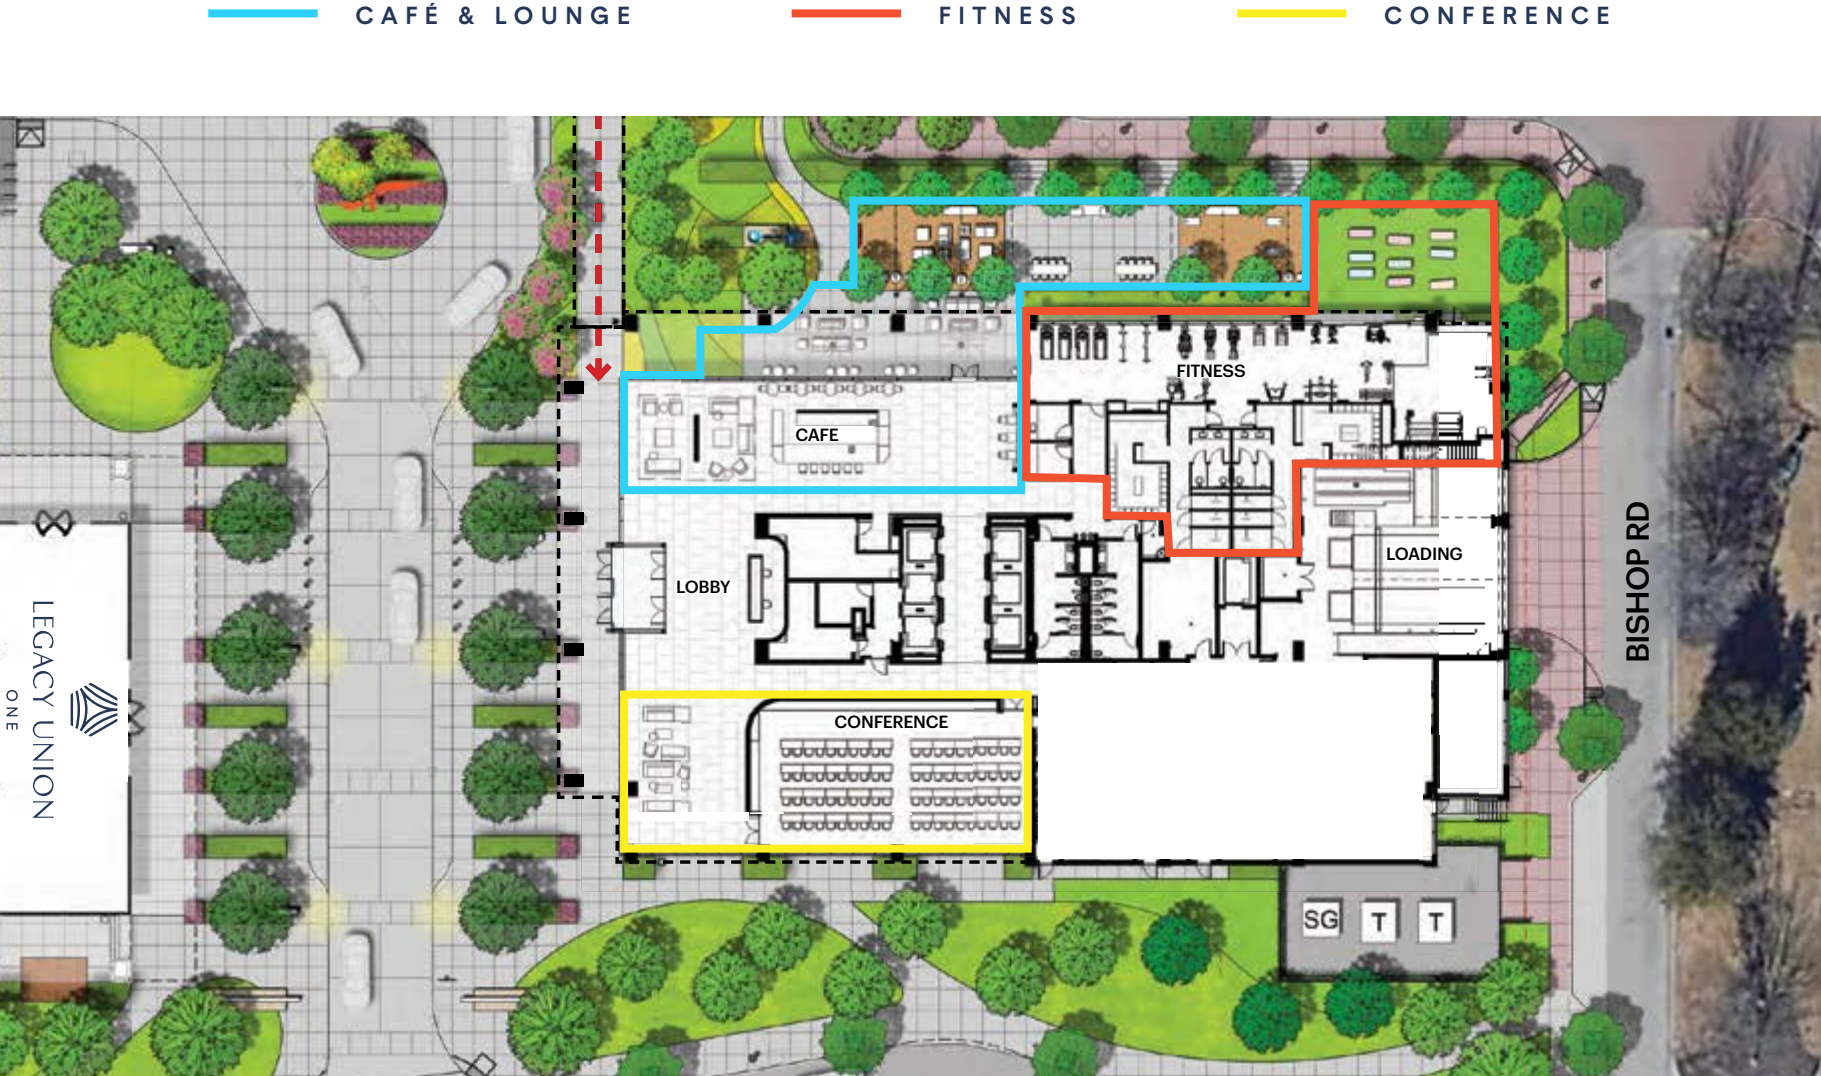 CAFÉ & LOUNGE
FITNESS
CONFERENCE
FITNESS
CAFE
LOADING
LOBBY
BISHOP RD
LEGACY UNION
ONE
CONFERENCE
SG
T
T